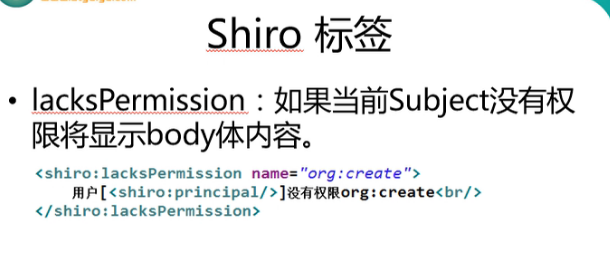 Shiro 标签
• lacksPermission：如果当前Subject没有权
限将显示body体内容。
<shiro:lacksPermission name="org:create">
用户[<shiro:principal/>]没有权限org:create<br/>
</shiro:lacksPermission>